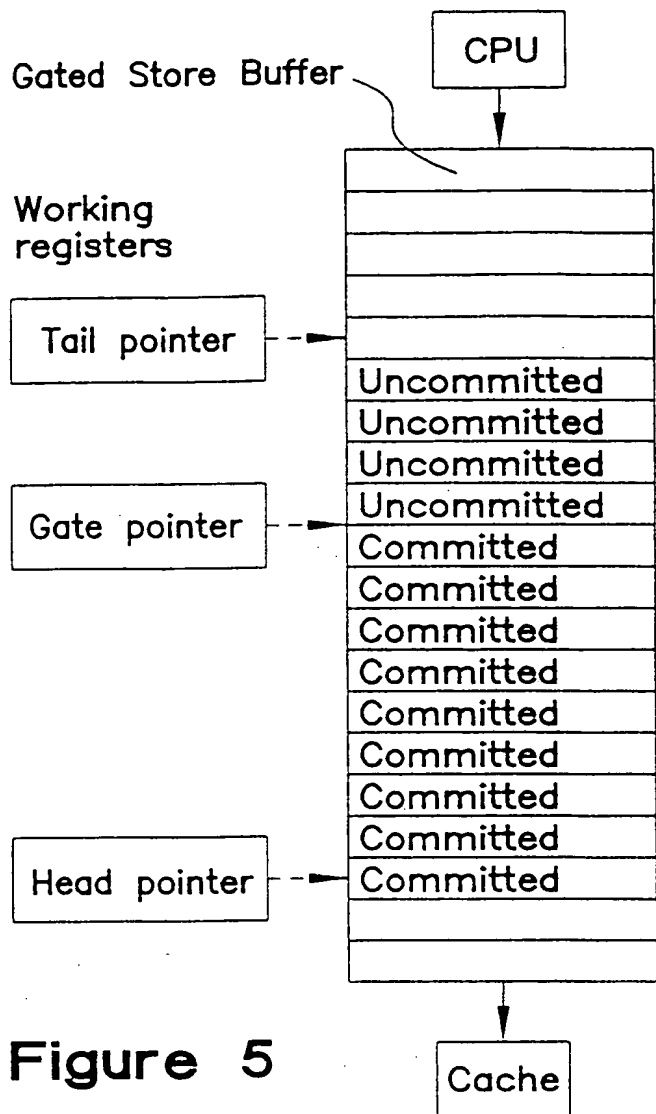 CPU
Gated Store Buffer
Working
registers
Tail pointer
Uncommitted
Uncommitted
Uncommitted
Uncommitted
Gate pointer
Committed
Committed
Committed
Committed
Committed
Committed
Committed
Committed
Head pointer
Committed
Figure 5
Cache